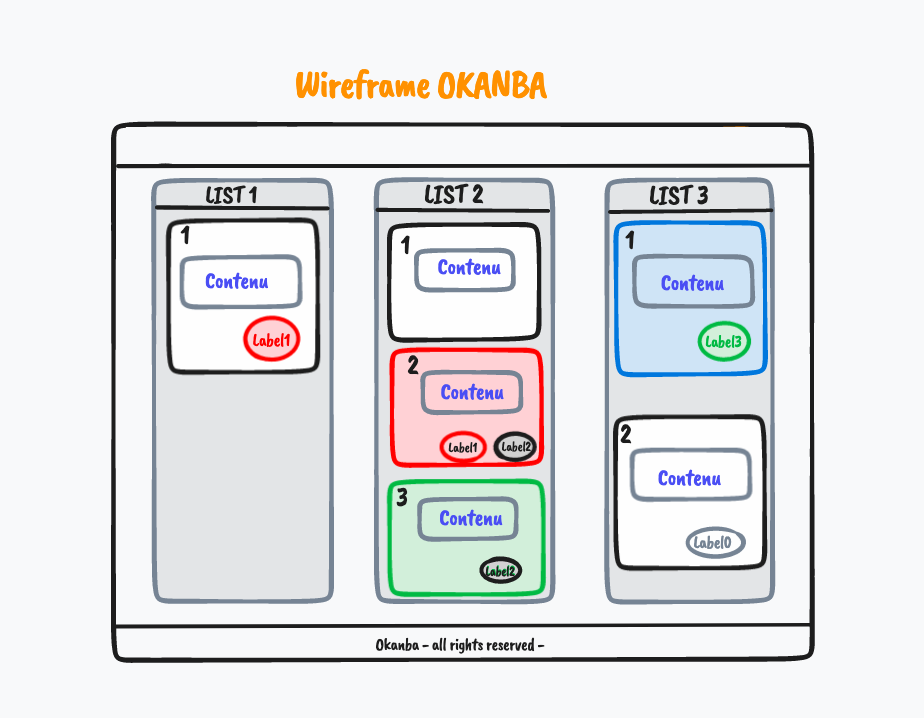 Wireframe OKANBA
LIST 1
1
Contenu
Label1
LIST 2
1
Contenu
2
Contenu
Label1 Label2
3
Contenu
Label2
LIST 3
1
Contenu
Label3
2
Contenu
Label0
Okanba - all rights reserved -